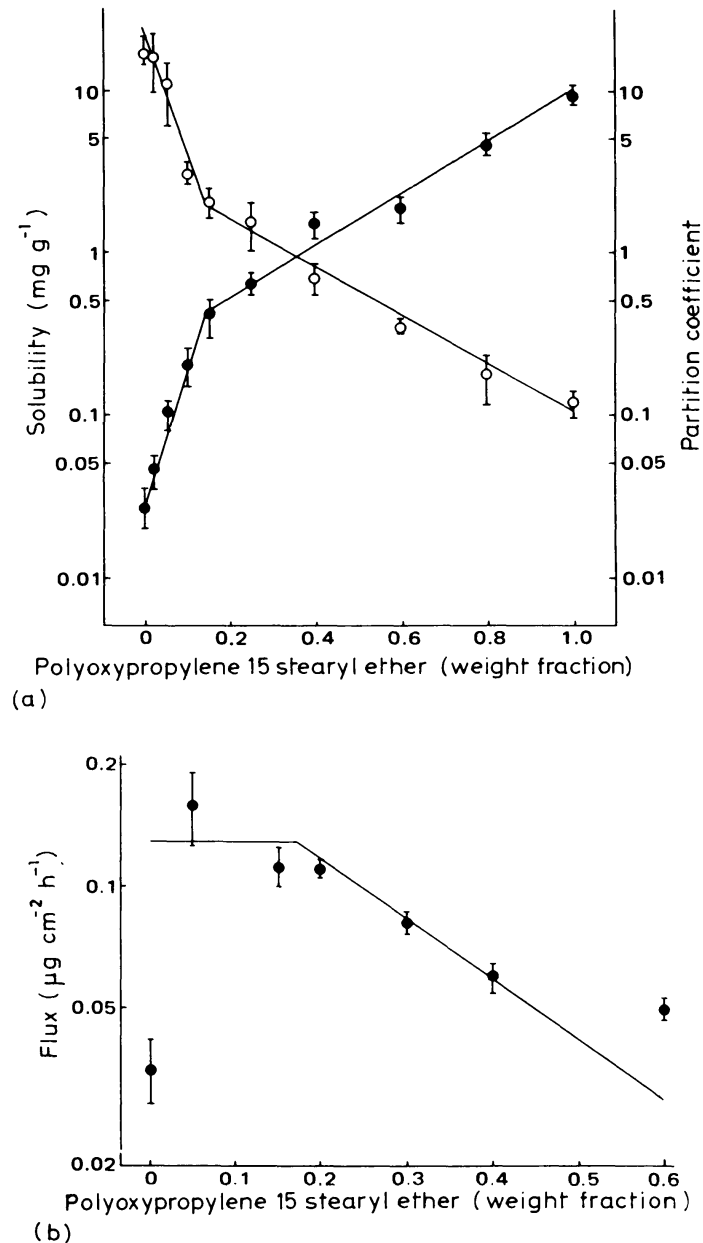 10
5
1
0.5
0.1
0.05
0.01
Solubility (mg g⁻¹)
10
5
1
0.5
0.1
0.05
0.01
Partition coefficient
0 0.2 0.4 0.6 0.8 1.0
Polyoxypropylene 15 stearyl ether (weight fraction)
(a)
0.2
0.1
0.05
0.02
Flux (µg cm⁻² h⁻¹)
0 0.1 0.2 0.3 0.4 0.5 0.6
Polyoxypropylene 15 stearyl ether (weight fraction)
(b)